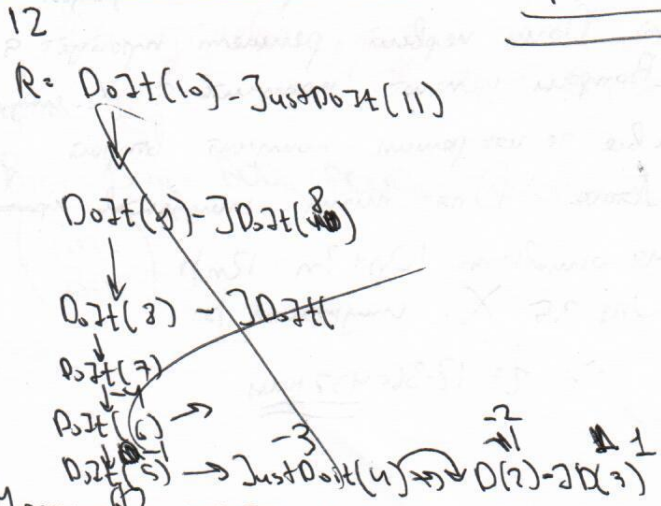 12
R= DoIt(10) - JustDoIt(11)
DoIt(9) - JDoIt(8)
DoIt(8) - JDoIt(
DoIt(7)
DoIt(6) →
-3 -2
DoIt(5) → JustDoIt(4) → D(2)-JD(3) 1